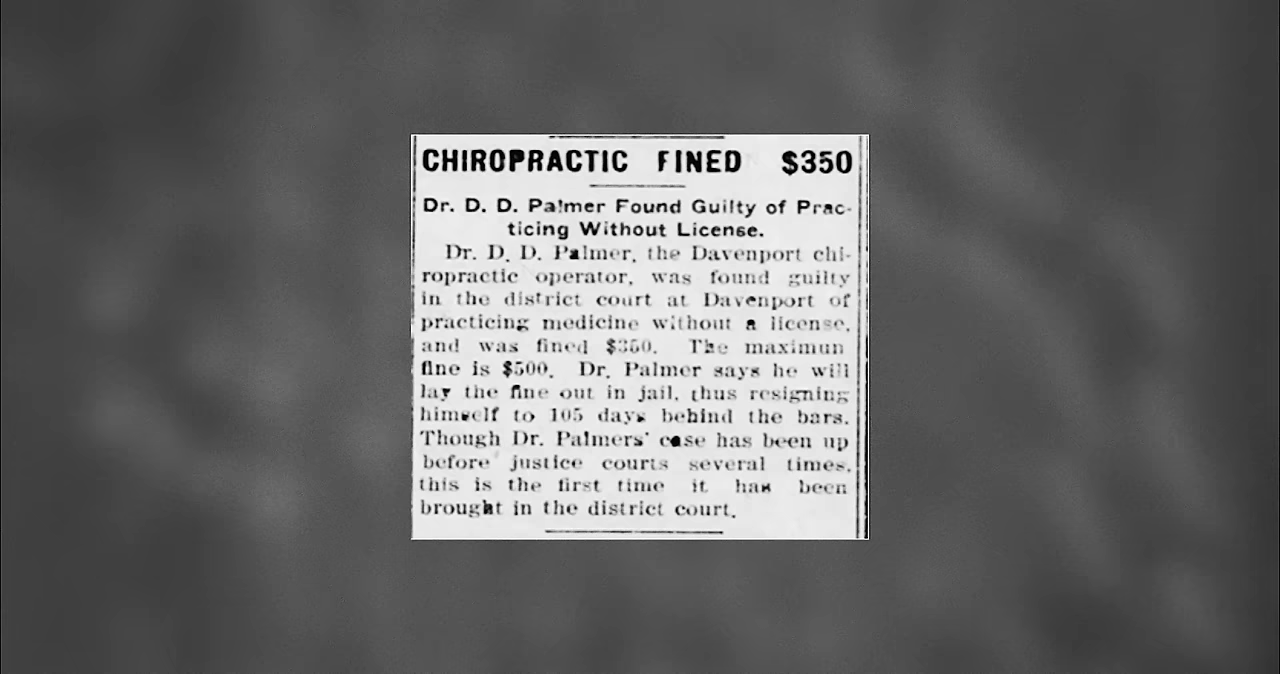 CHIROPRACTIC FINED $350
Dr. D. D. Palmer Found Guilty of Prac-
ticing Without License.
Dr. D. D. Palmer, the Davenport chi-
ropractic operator, was found guilty
in the district court at Davenport of
practicing medicine without a license,
and was fined $350. The maximun
fine is $500. Dr. Palmer says he will
lay the fine out in jail, thus resigning
himself to 105 days behind the bars.
Though Dr. Palmers' case has been up
before justice courts several times,
this is the first time it has been
brought in the district court.